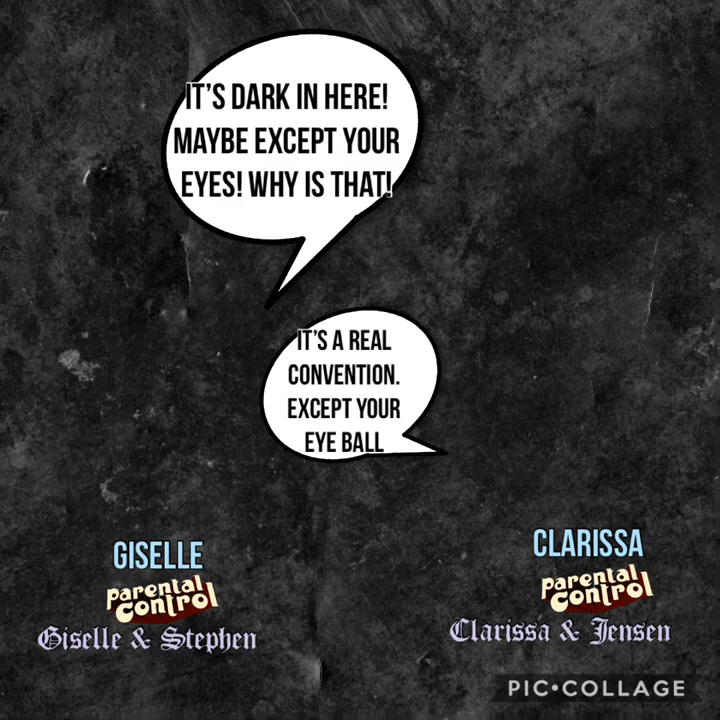 IT'S DARK IN HERE!
MAYBE EXCEPT YOUR
EYES! WHY IS THAT!
IT'S A REAL
CONVENTION.
EXCEPT YOUR
EYE BALL
GISELLE
parental
control
Giselle & Stephen
CLARISSA
parental
control
Clarissa & Jensen
PIC•COLLAGE